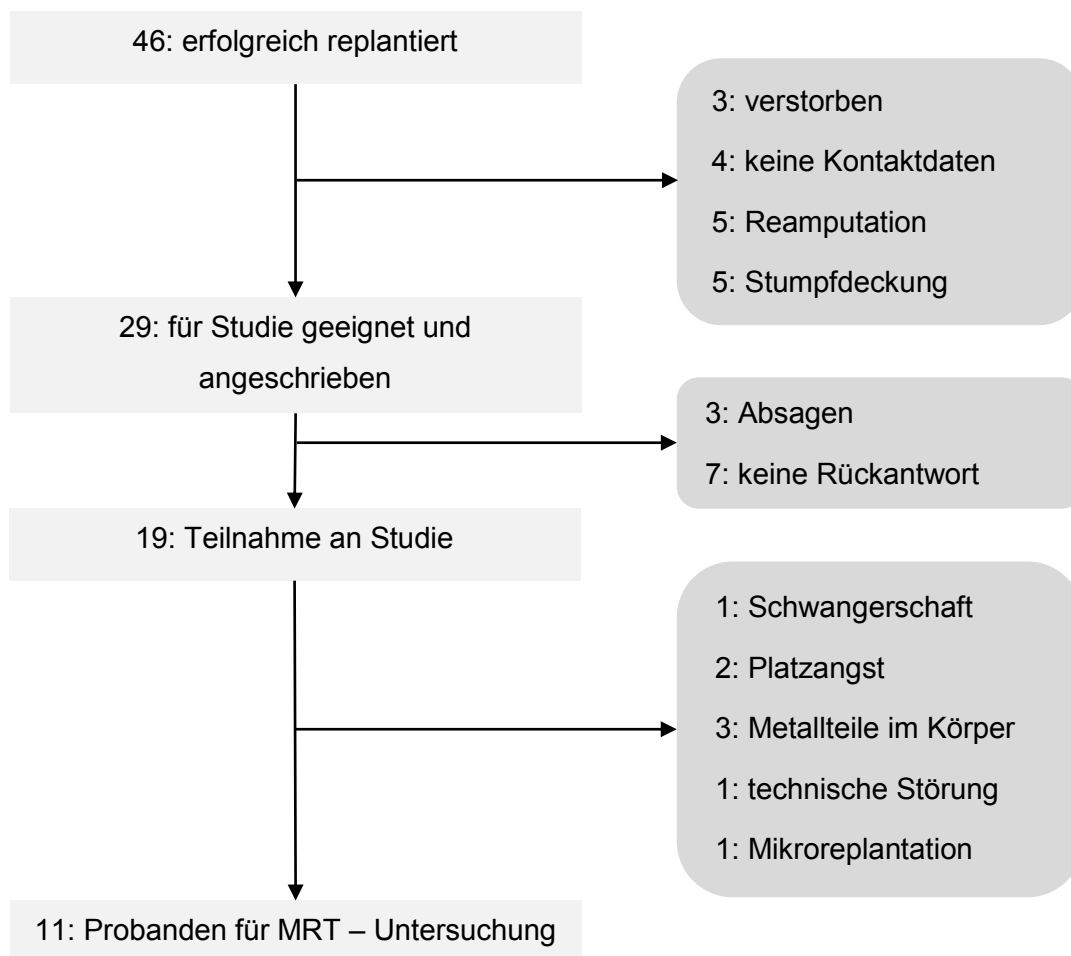 46: erfolgreich replantiert
3: verstorben
4: keine Kontaktdaten
5: Reamputation
5: Stumpfdeckung
29: für Studie geeignet und
angeschrieben
3: Absagen
7: keine Rückantwort
19: Teilnahme an Studie
1: Schwangerschaft
2: Platzangst
3: Metallteile im Körper
1: technische Störung
1: Mikroreplantation
11: Probanden für MRT – Untersuchung